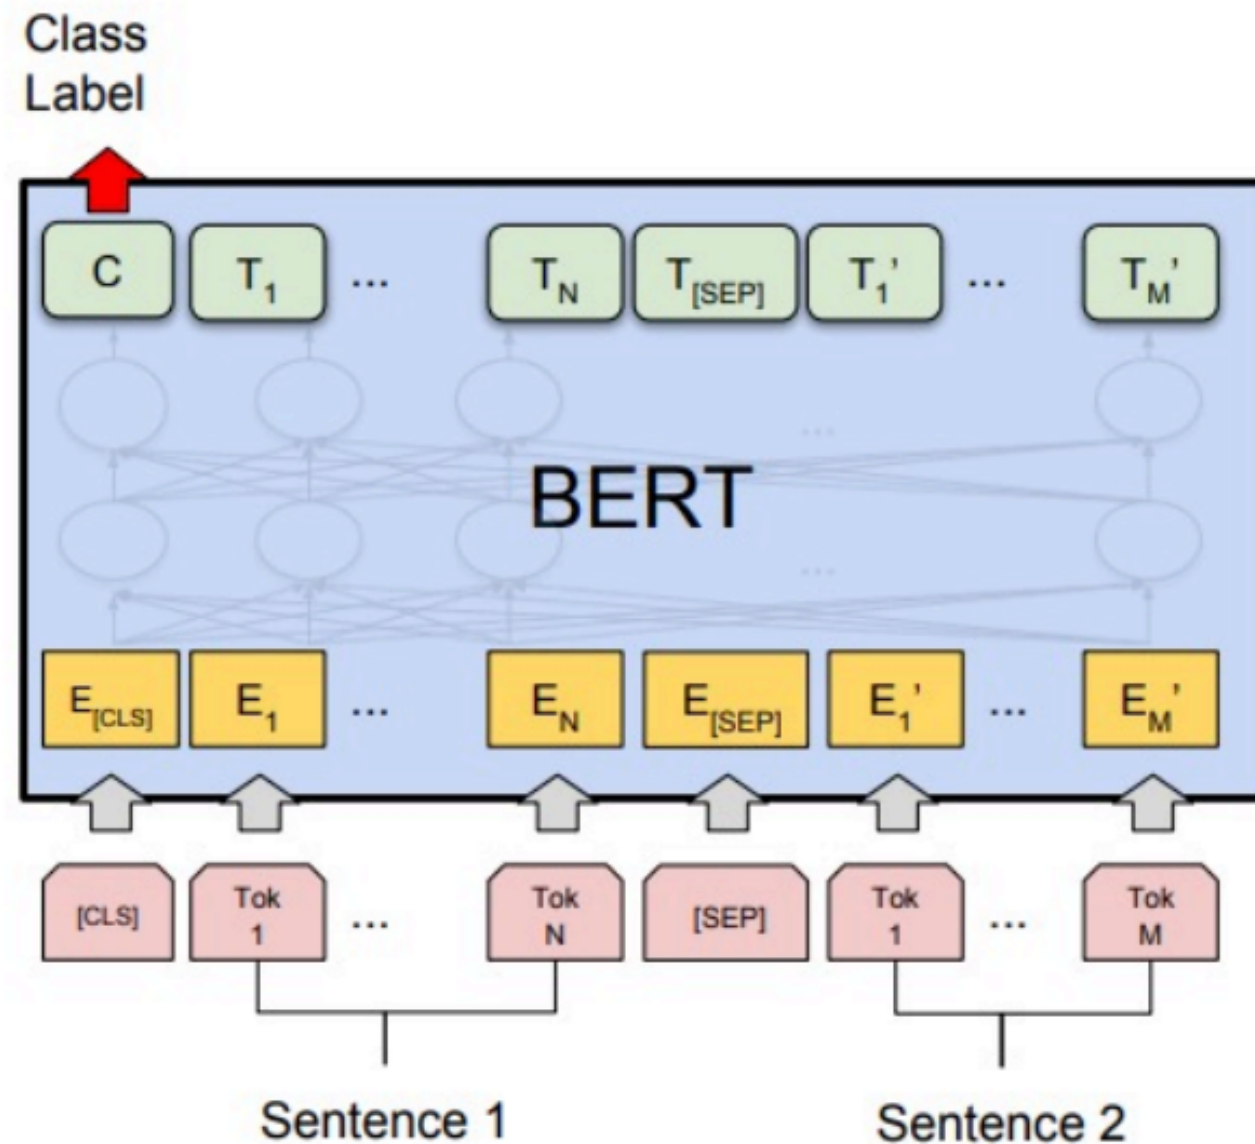 Class
Label
C T1 ... TN T[SEP] T1' ... TM'
...
BERT
...
E[CLS] E1 ... EN E[SEP] E1' ... EM'
[CLS] Tok 1 ... Tok N [SEP] Tok 1 ... Tok M
Sentence 1 Sentence 2